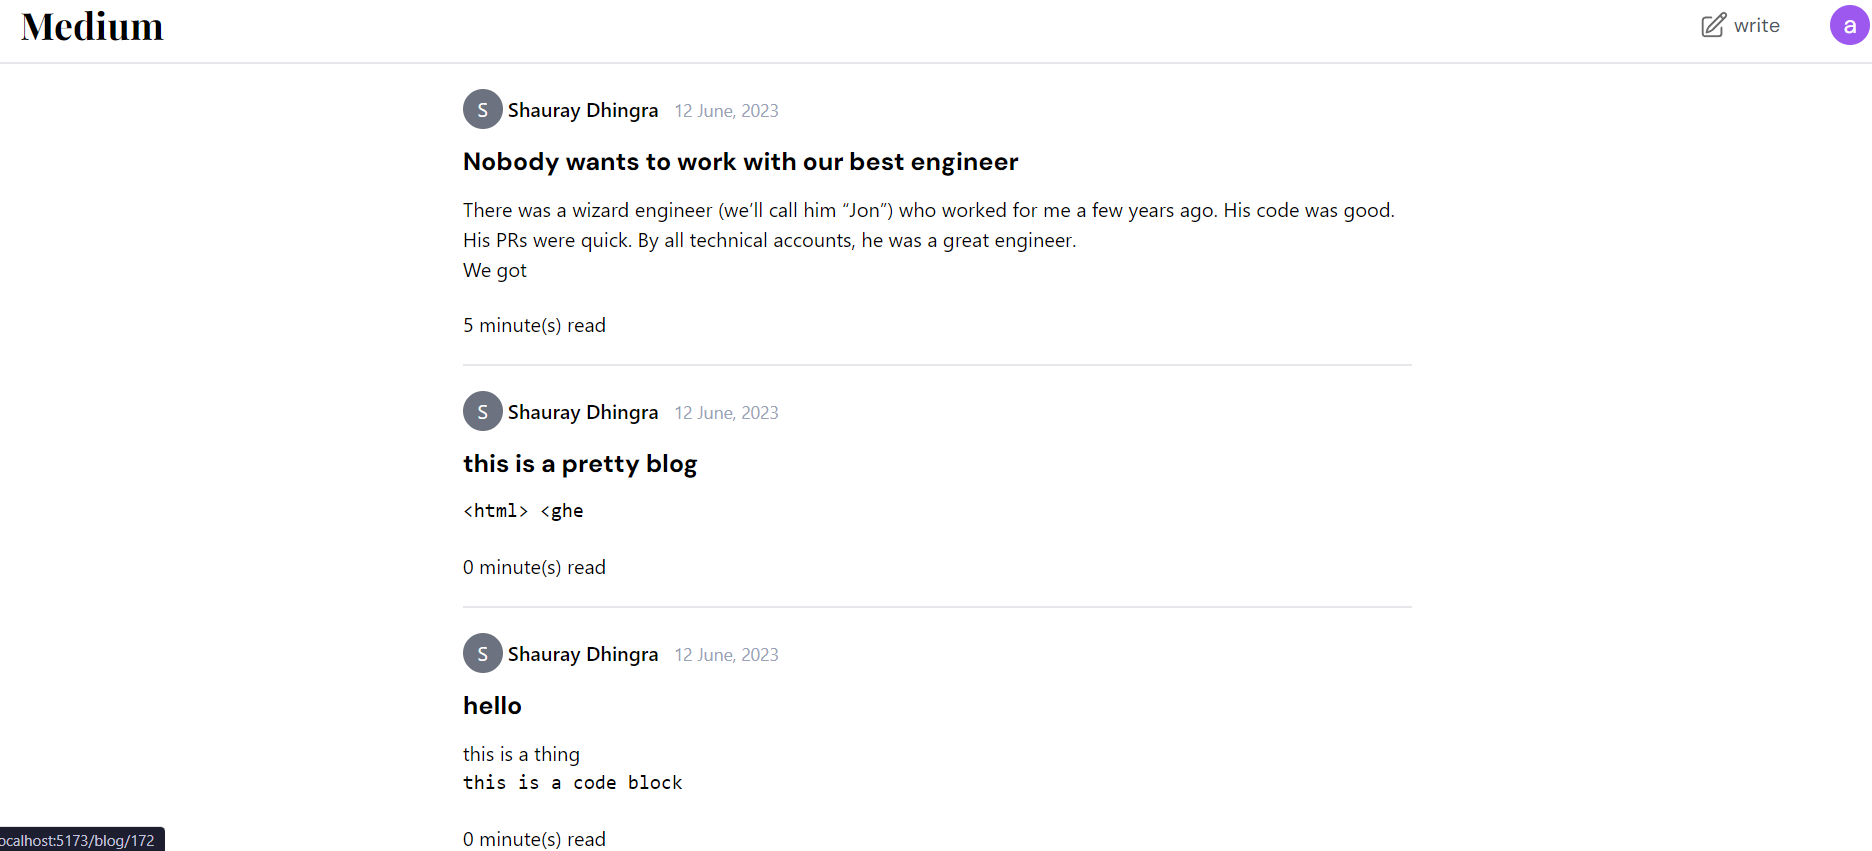 Medium
write
a
S Shauray Dhingra 12 June, 2023
Nobody wants to work with our best engineer
There was a wizard engineer (we’ll call him “Jon”) who worked for me a few years ago. His code was good.
His PRs were quick. By all technical accounts, he was a great engineer.
We got
5 minute(s) read
S Shauray Dhingra 12 June, 2023
this is a pretty blog
<html> <ghe
0 minute(s) read
S Shauray Dhingra 12 June, 2023
hello
this is a thing
this is a code block
0 minute(s) read
ocalhost:5173/blog/172